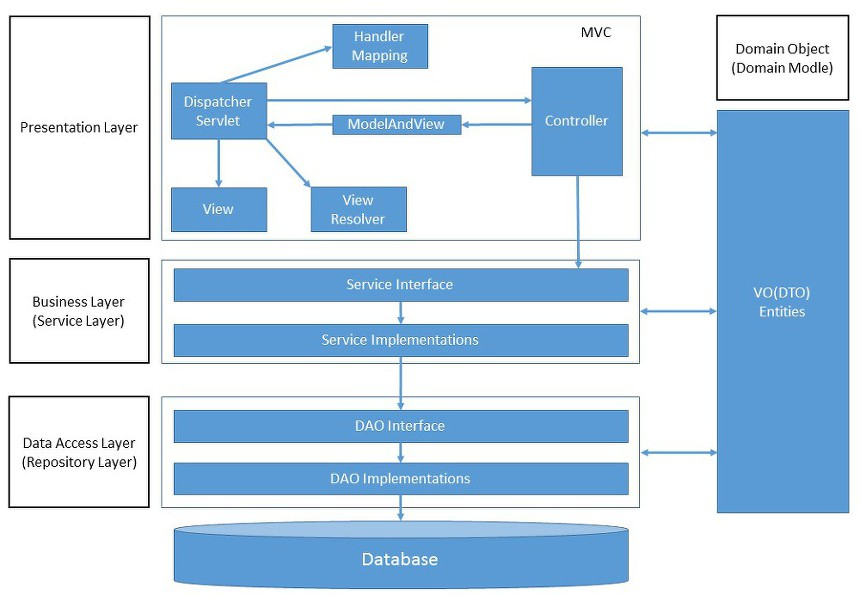 Presentation Layer
MVC
Handler
Mapping
Dispatcher
Servlet
ModelAndView
Controller
View
View
Resolver
Domain Object
(Domain Modle)
Business Layer
(Service Layer)
Service Interface
Service Implementations
VO(DTO)
Entities
Data Access Layer
(Repository Layer)
DAO Interface
DAO Implementations
Database